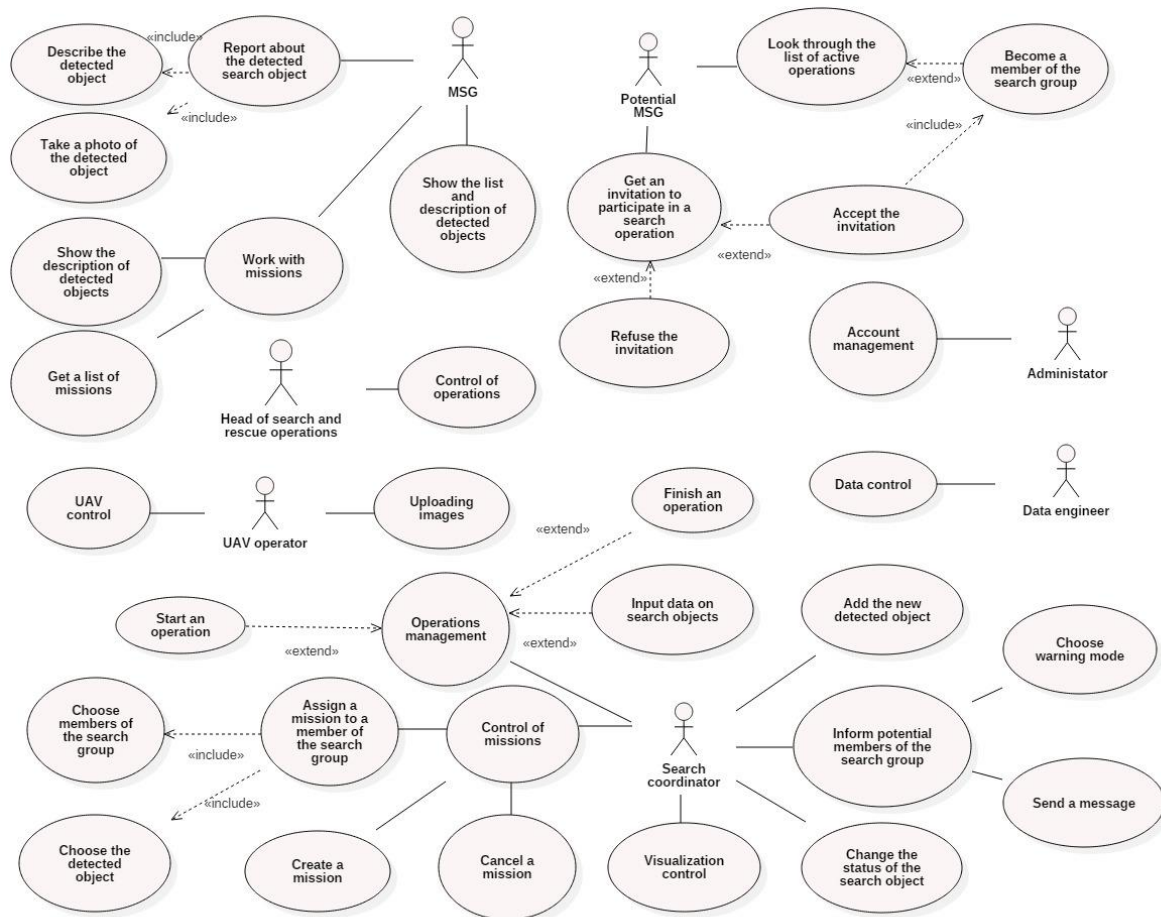 Describe the
detected
object
«include»
Report about
the detected
search object
«include»
Take a photo of
the detected
object
MSG
Show the list
and
description of
detected
objects
Show the
description of
detected
objects
Work with
missions
Get a list of
missions
Potential
MSG
Look through the
list of active
operations
«extend»
Become a
member of the
search group
«include»
Get an
invitation to
participate in a
search
operation
Accept the
invitation
«extend»
«extend»
Refuse the
invitation
Account
management
Administator
Head of search and
rescue operations
Control of
operations
UAV
control
UAV operator
Uploading
images
Finish an
operation
Data control
Data engineer
«extend»
Start an
operation
«extend»
Operations
management
Input data on
search objects
«extend»
Add the new
detected
object
Choose
warning mode
Choose
members of
the search
group
«include»
Assign a
mission to a
member of
the search
group
«include»
Control of
missions
Search
coordinator
Inform potential
members of the
search group
Send a message
Choose the
detected
object
Create a
mission
Cancel a
mission
Visualization
control
Change the
status of the
search object